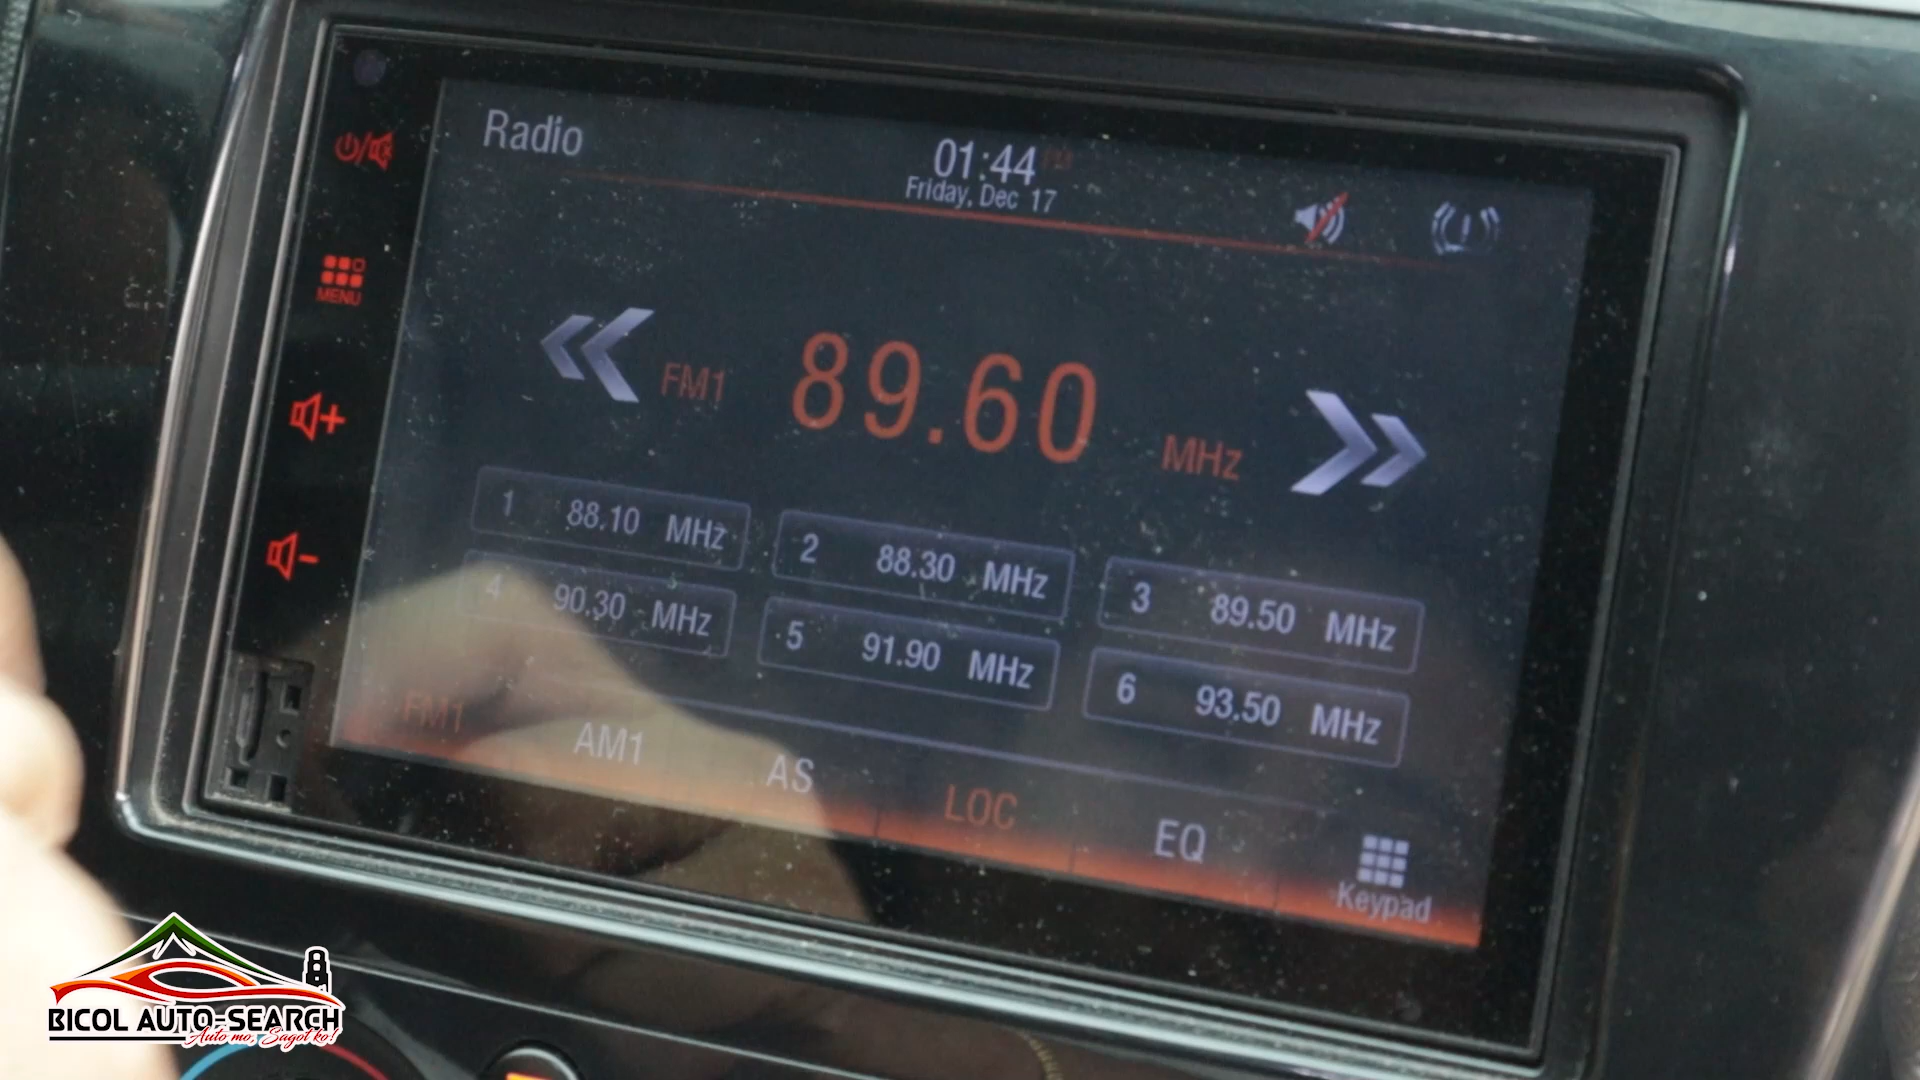 Radio
01:44 PM
Friday, Dec 17
MENU
FM1 89.60 MHz
1 88.10 MHz
2 88.30 MHz
3 89.50 MHz
4 90.30 MHz
5 91.90 MHz
6 93.50 MHz
FM1 AM1 AS LOC EQ Keypad
BICOL AUTO-SEARCH
Auto mo, Sagot ko!